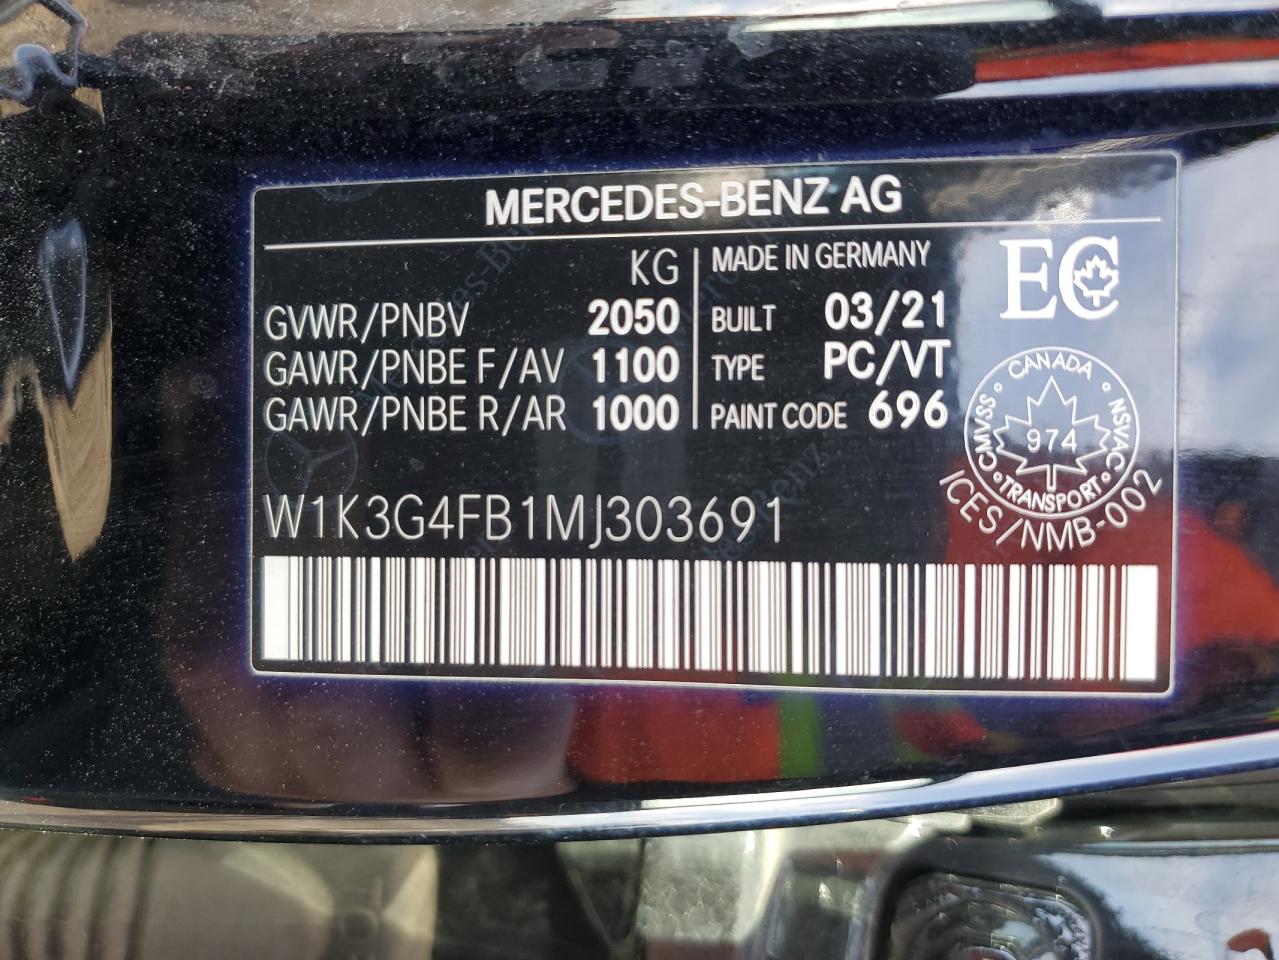 MERCEDES-BENZ AG
KG
GVWR/PNBV 2050
GAWR/PNBE F/AV 1100
GAWR/PNBE R/AR 1000
MADE IN GERMANY
BUILT 03/21
TYPE PC/VT
PAINT CODE 696
EC
CANADA
CMVSS NSVAC
974
TRANSPORT
ICES/NMB-002
W1K3G4FB1MJ303691